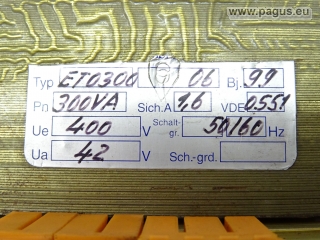 © www.pagus.eu
Typ ET0300 06 Bj. 99
Pn 300VA Sich.A 1,6 VDE 0551
Ue 400 V Schalt-gr. 50/60 Hz
Ua 42 V Sch.-grd.